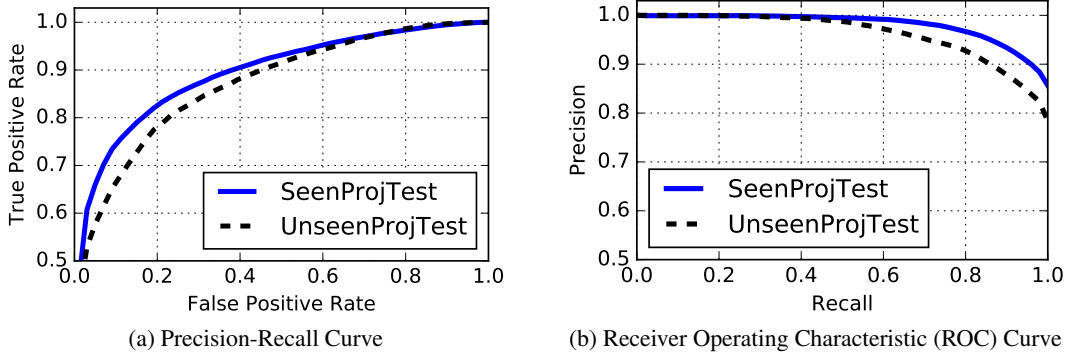 1.0
0.9
0.8
0.7
0.6
0.5
True Positive Rate
SeenProjTest
UnseenProjTest
0.0 0.2 0.4 0.6 0.8 1.0
False Positive Rate
(a) Precision-Recall Curve
1.0
0.9
0.8
0.7
0.6
0.5
Precision
SeenProjTest
UnseenProjTest
0.0 0.2 0.4 0.6 0.8 1.0
Recall
(b) Receiver Operating Characteristic (ROC) Curve